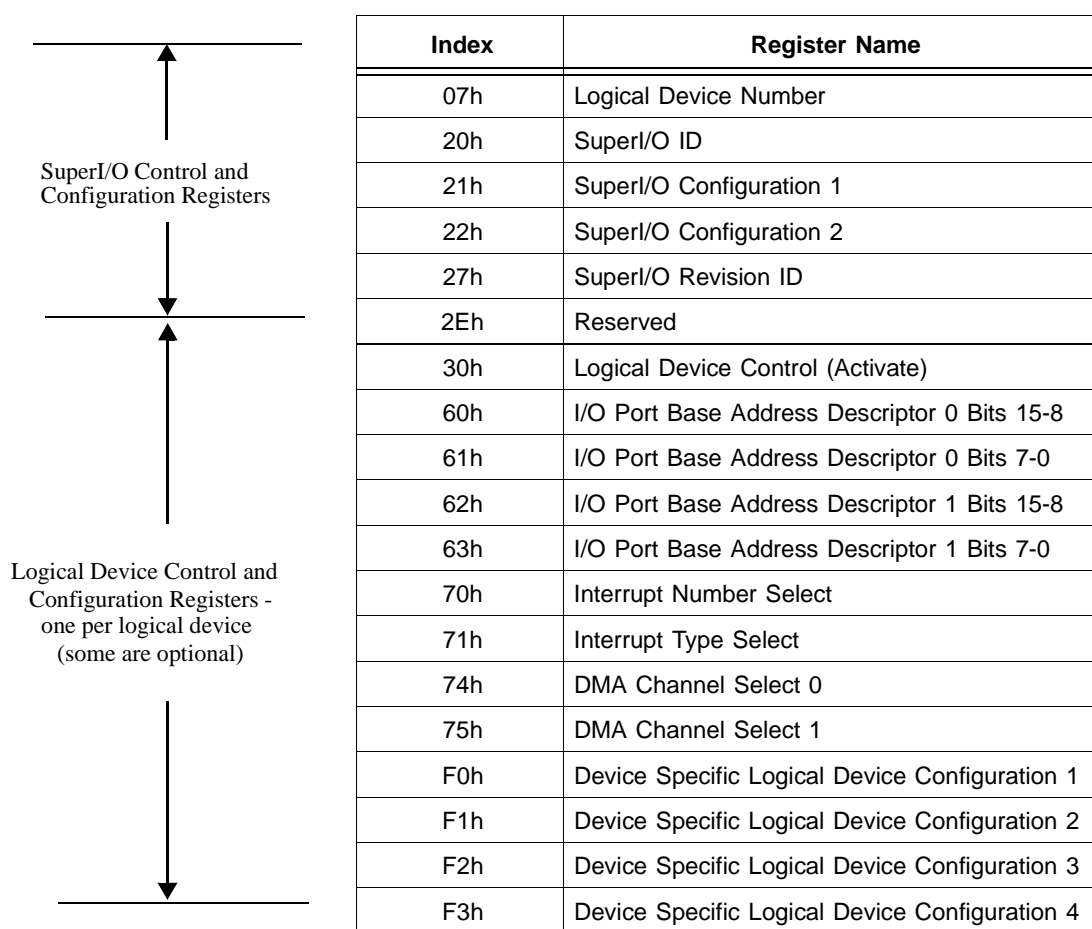 SuperI/O Control and
Configuration Registers
Logical Device Control and
Configuration Registers -
one per logical device
(some are optional)
Index Register Name
07h Logical Device Number
20h SuperI/O ID
21h SuperI/O Configuration 1
22h SuperI/O Configuration 2
27h SuperI/O Revision ID
2Eh Reserved
30h Logical Device Control (Activate)
60h I/O Port Base Address Descriptor 0 Bits 15-8
61h I/O Port Base Address Descriptor 0 Bits 7-0
62h I/O Port Base Address Descriptor 1 Bits 15-8
63h I/O Port Base Address Descriptor 1 Bits 7-0
70h Interrupt Number Select
71h Interrupt Type Select
74h DMA Channel Select 0
75h DMA Channel Select 1
F0h Device Specific Logical Device Configuration 1
F1h Device Specific Logical Device Configuration 2
F2h Device Specific Logical Device Configuration 3
F3h Device Specific Logical Device Configuration 4